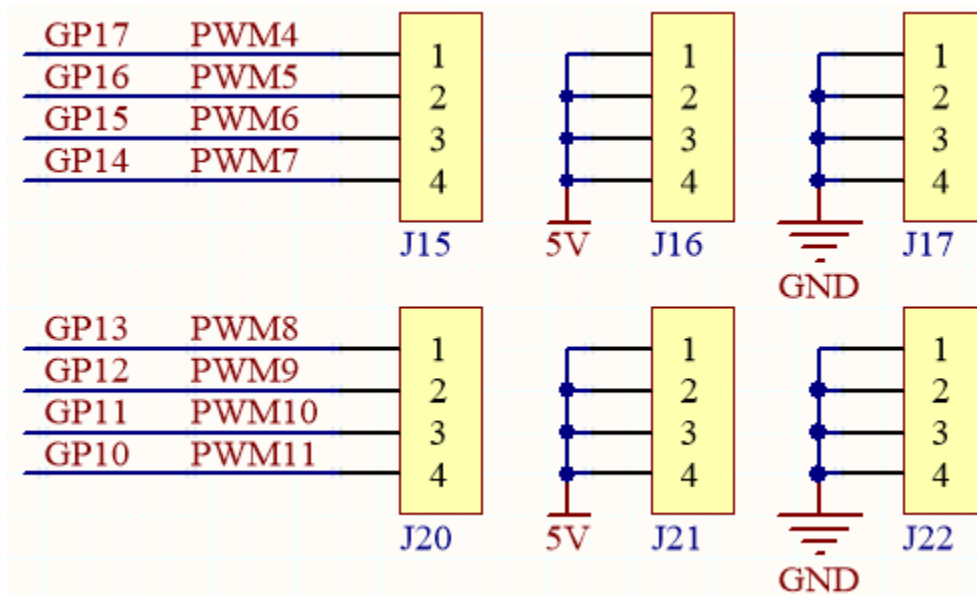 GP17 PWM4
1 1 1
GP16 PWM5
2 2 2
GP15 PWM6
3 3 3
GP14 PWM7
4 4 4
J15 5V J16 J17
GND
GP13 PWM8
1 1 1
GP12 PWM9
2 2 2
GP11 PWM10
3 3 3
GP10 PWM11
4 4 4
J20 5V J21 J22
GND